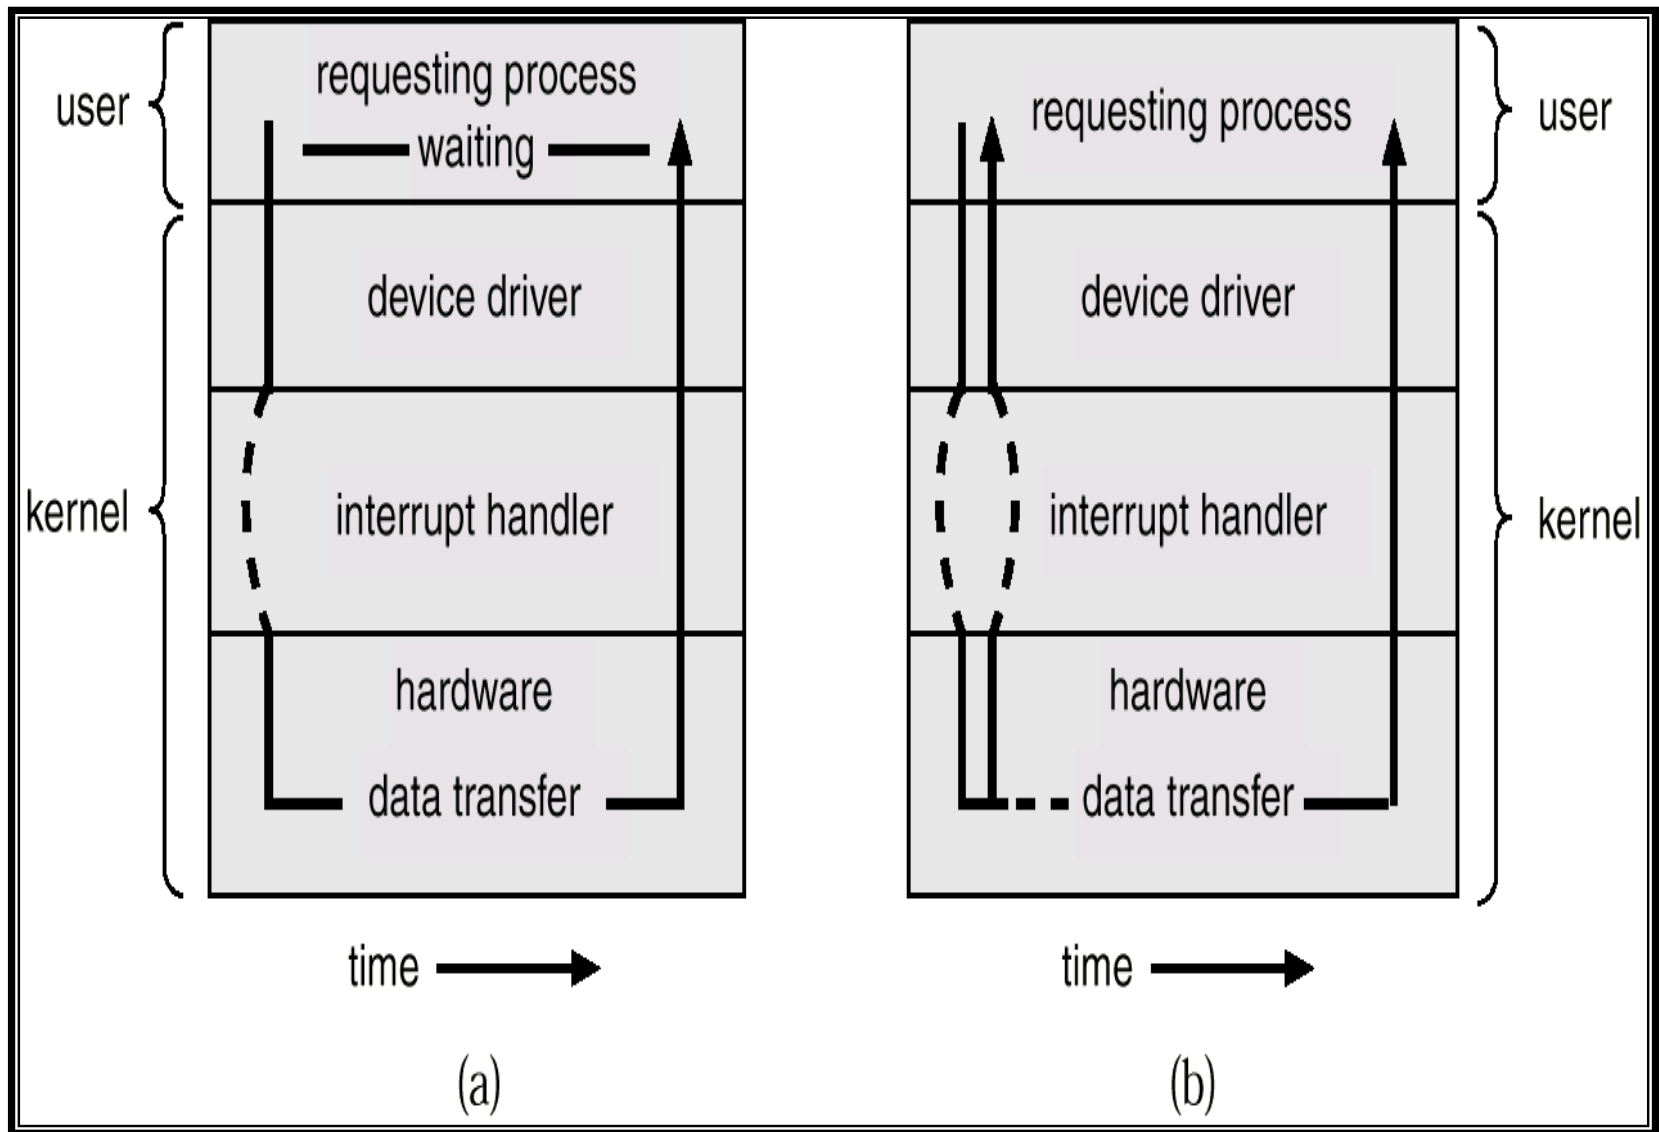 user
requesting process
waiting
device driver
kernel
interrupt handler
hardware
data transfer
time
(a)
requesting process
user
device driver
interrupt handler
kernel
hardware
data transfer
time
(b)